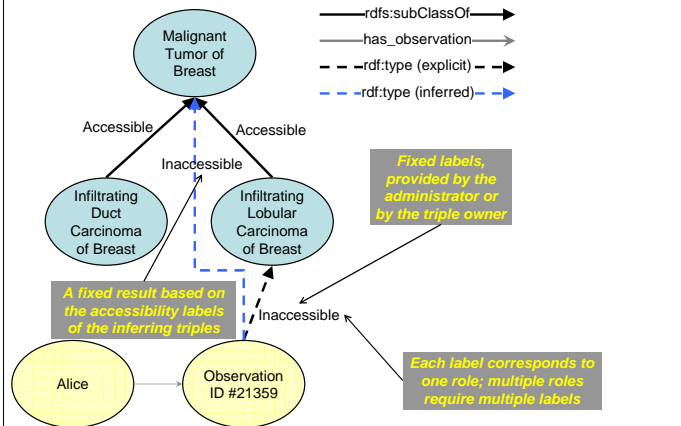 rdfs:subClassOf
has_observation
rdf:type (explicit)
rdf:type (inferred)
Malignant
Tumor of
Breast
Accessible
Accessible
Inaccessible
Infiltrating
Duct
Carcinoma
of Breast
Infiltrating
Lobular
Carcinoma
of Breast
Fixed labels,
provided by the
administrator or
by the triple owner
A fixed result based on
the accessibility labels
of the inferring triples
Inaccessible
Alice
Observation
ID #21359
Each label corresponds to
one role; multiple roles
require multiple labels